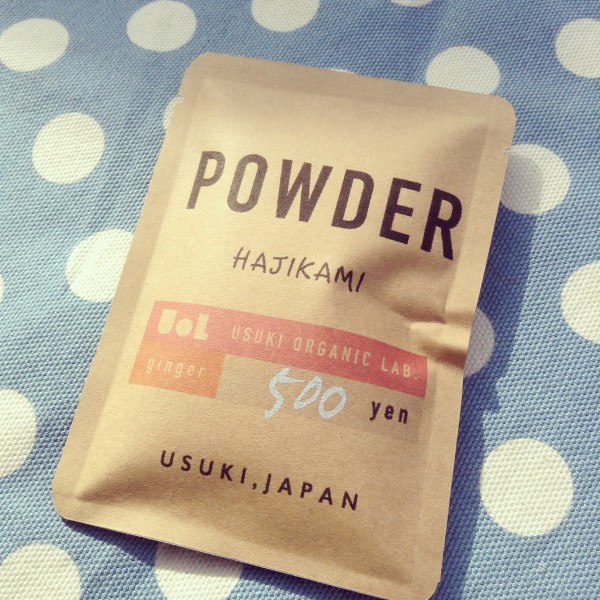 POWDER
HAJIKAMI
UOL USUKI ORGANIC LAB.
ginger 500 yen
USUKI, JAPAN